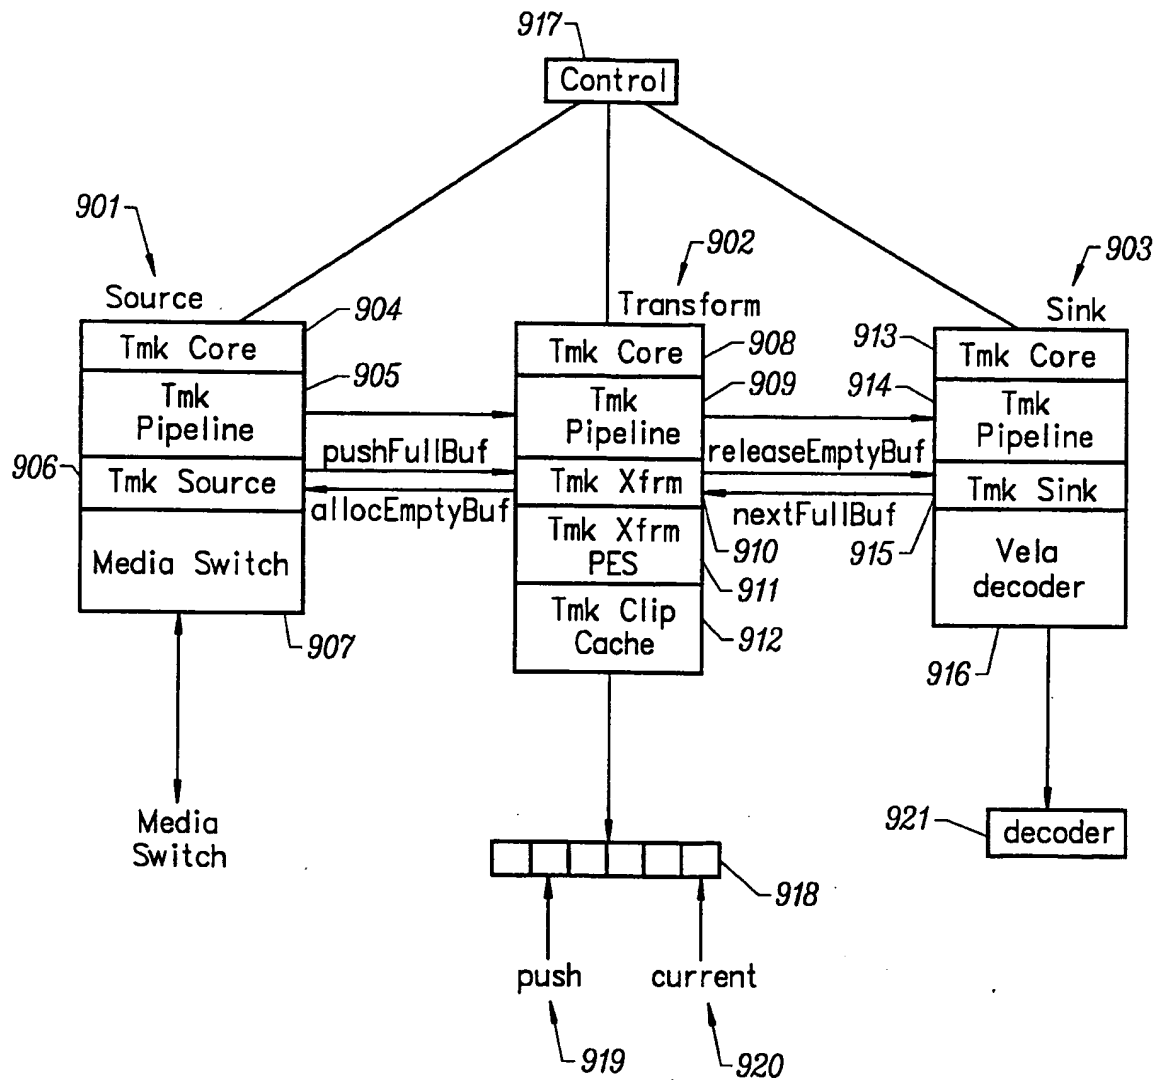 917
Control
901
902
903
Source
Transform
Sink
904
Tmk Core
908
Tmk Core
913
Tmk Core
905
Tmk
Pipeline
909
Tmk
Pipeline
914
Tmk
Pipeline
906
pushFullBuf
releaseEmptyBuf
Tmk Source
Tmk Xfrm
Tmk Sink
allocEmptyBuf
nextFullBuf
910
915
Media Switch
Tmk Xfrm
PES
911
Vela
decoder
907
Tmk Clip
Cache
912
916
Media
Switch
921
decoder
918
push
current
919
920